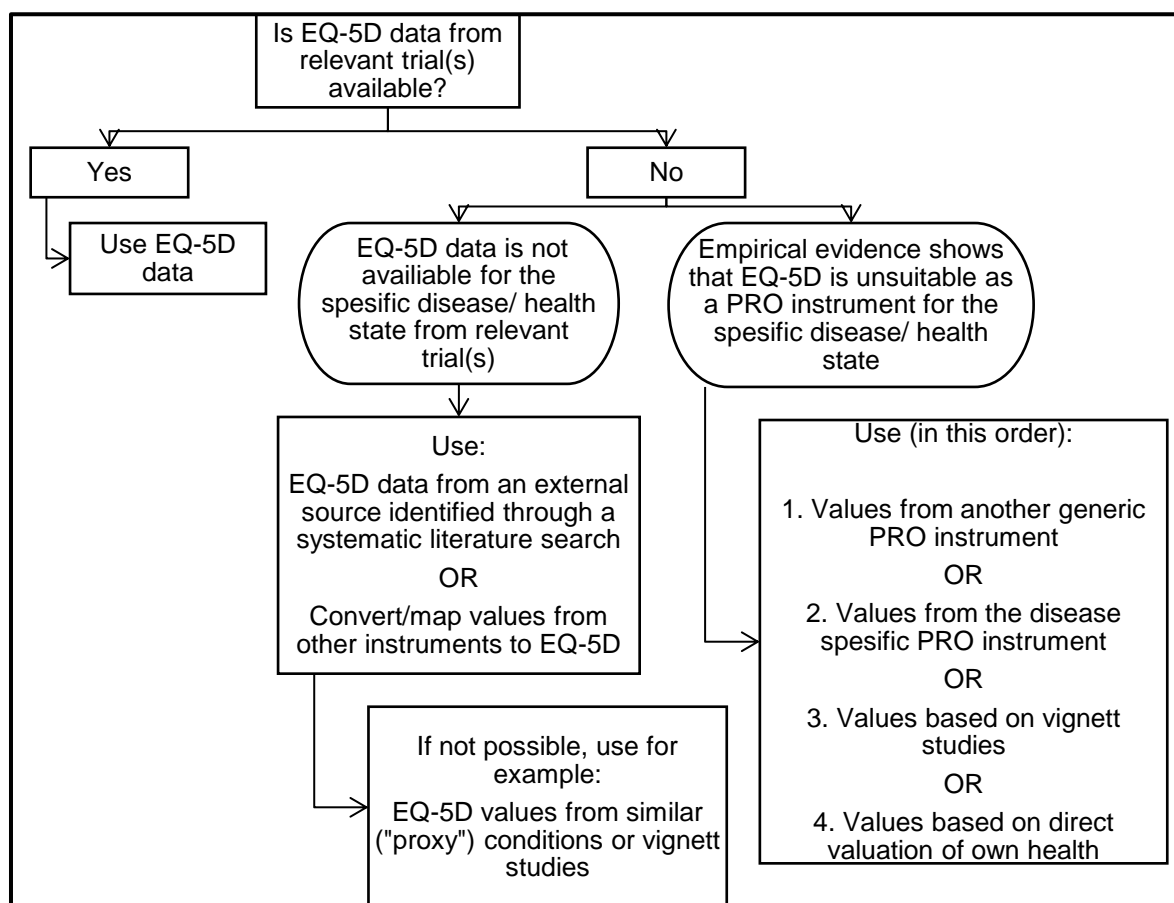 Is EQ-5D data from
relevant trial(s)
available?
Yes
No
Use EQ-5D
data
EQ-5D data is not
availiable for the
spesific disease/ health
state from relevant
trial(s)
Empirical evidence shows
that EQ-5D is unsuitable as
a PRO instrument for the
spesific disease/ health
state
Use:
EQ-5D data from an external
source identified through a
systematic literature search
OR
Convert/map values from
other instruments to EQ-5D
If not possible, use for
example:
EQ-5D values from similar
("proxy") conditions or vignett
studies
Use (in this order):
1. Values from another generic
PRO instrument
OR
2. Values from the disease
spesific PRO instrument
OR
3. Values based on vignett
studies
OR
4. Values based on direct
valuation of own health